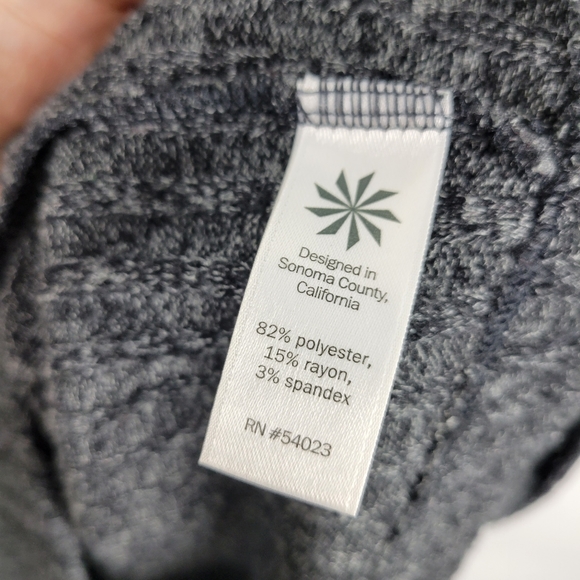 Designed in
Sonoma County,
California
82% polyester,
15% rayon,
3% spandex
RN #54023